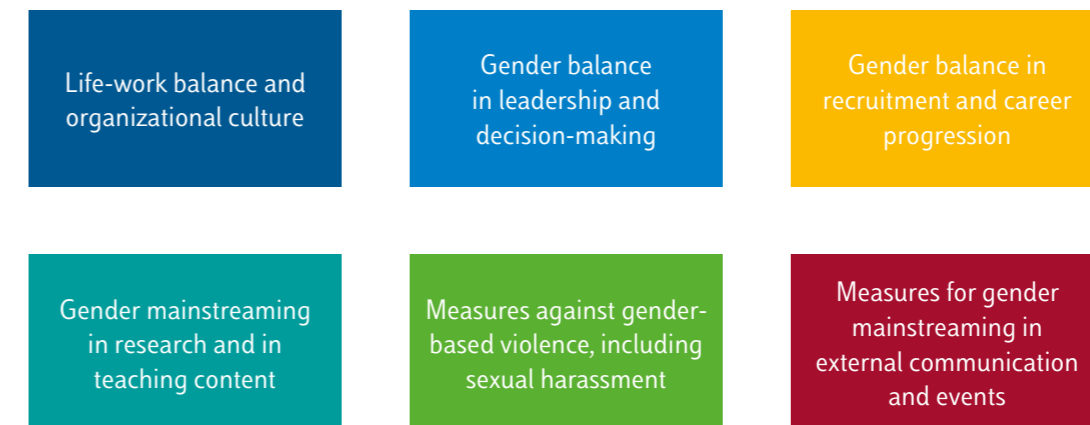 Life-work balance and
organizational culture
Gender balance
in leadership and
decision-making
Gender balance in
recruitment and career
progression
Gender mainstreaming
in research and in
teaching content
Measures against gender-
based violence, including
sexual harassment
Measures for gender
mainstreaming in
external communication
and events